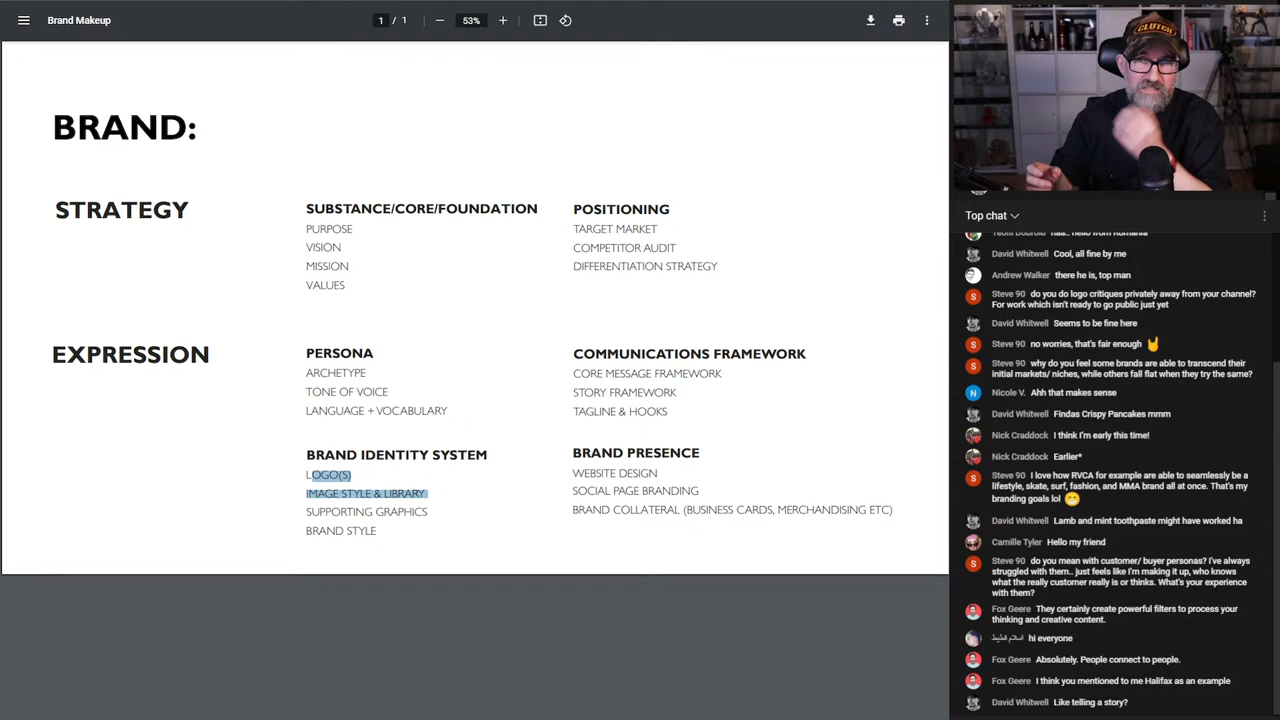 Brand Makeup
1 / 1
53%
BRAND:
STRATEGY
SUBSTANCE/CORE/FOUNDATION
PURPOSE
VISION
MISSION
VALUES
POSITIONING
TARGET MARKET
COMPETITOR AUDIT
DIFFERENTIATION STRATEGY
EXPRESSION
PERSONA
ARCHETYPE
TONE OF VOICE
LANGUAGE + VOCABULARY
COMMUNICATIONS FRAMEWORK
CORE MESSAGE FRAMEWORK
STORY FRAMEWORK
TAGLINE & HOOKS
BRAND IDENTITY SYSTEM
LOGO(S)
IMAGE STYLE & LIBRARY
SUPPORTING GRAPHICS
BRAND STYLE
BRAND PRESENCE
WEBSITE DESIGN
SOCIAL PAGE BRANDING
BRAND COLLATERAL (BUSINESS CARDS, MERCHANDISING ETC)
CLUTCH
Top chat
hello from Romania
David Whitwell Cool, all fine by me
Andrew Walker there he is, top man
S Steve 90 do you do logo critiques privately away from your channel?
For work which isn't ready to go public just yet
David Whitwell Seems to be fine here
S Steve 90 no worries, that's fair enough 🤘
S Steve 90 why do you feel some brands are able to transcend their
initial markets/ niches, while others fall flat when they try the same?
N Nicole V. Ahh that makes sense
David Whitwell Findas Crispy Pancakes mmm
Nick Craddock I think I'm early this time!
Nick Craddock Earlier*
S Steve 90 I love how RVCA for example are able to seamlessly be a
lifestyle, skate, surf, fashion, and MMA brand all at once. That's my
branding goals lol 😁
David Whitwell Lamb and mint toothpaste might have worked ha
Camille Tyler Hello my friend
S Steve 90 do you mean with customer/ buyer personas? I've always
struggled with them.. just feels like I'm making it up, who knows
what the really customer really is or thinks. What's your experience
with them?
Fox Geere They certainly create powerful filters to process your
thinking and creative content.
hi everyone
Fox Geere Absolutely. People connect to people.
Fox Geere I think you mentioned to me Halifax as an example
David Whitwell Like telling a story?